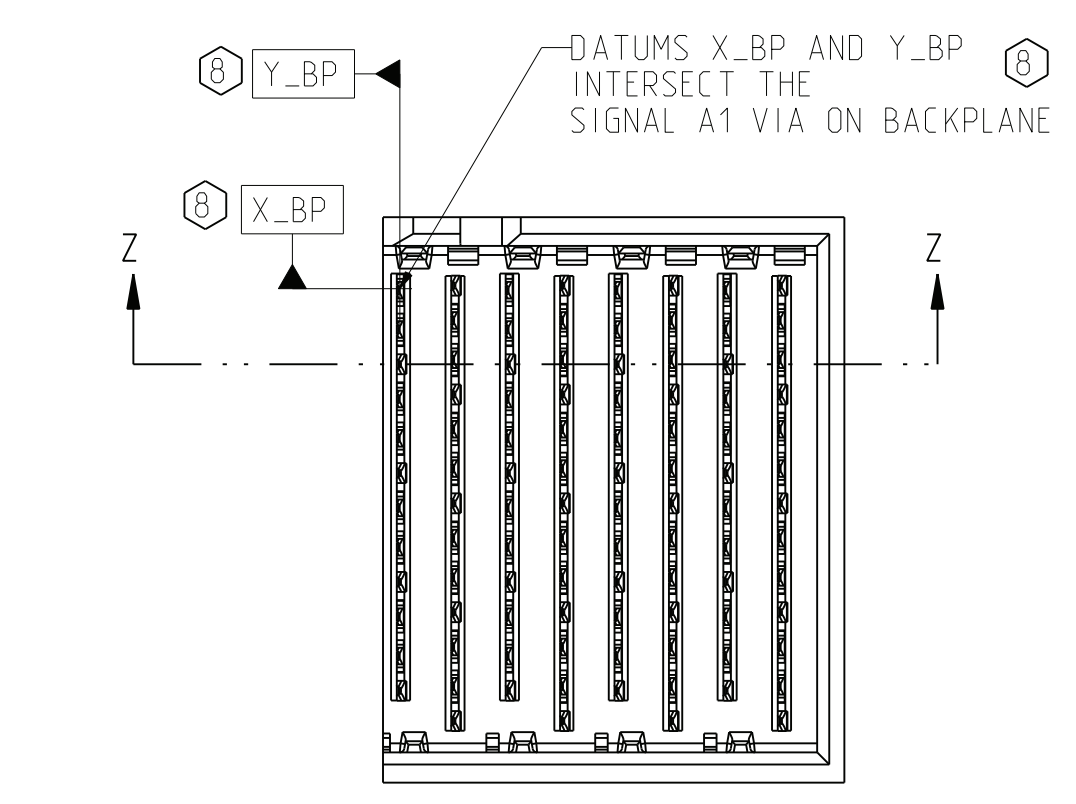 8 Y_BP
DATUMS X_BP AND Y_BP 8
INTERSECT THE
SIGNAL A1 VIA ON BACKPLANE
8 X_BP
Z Z